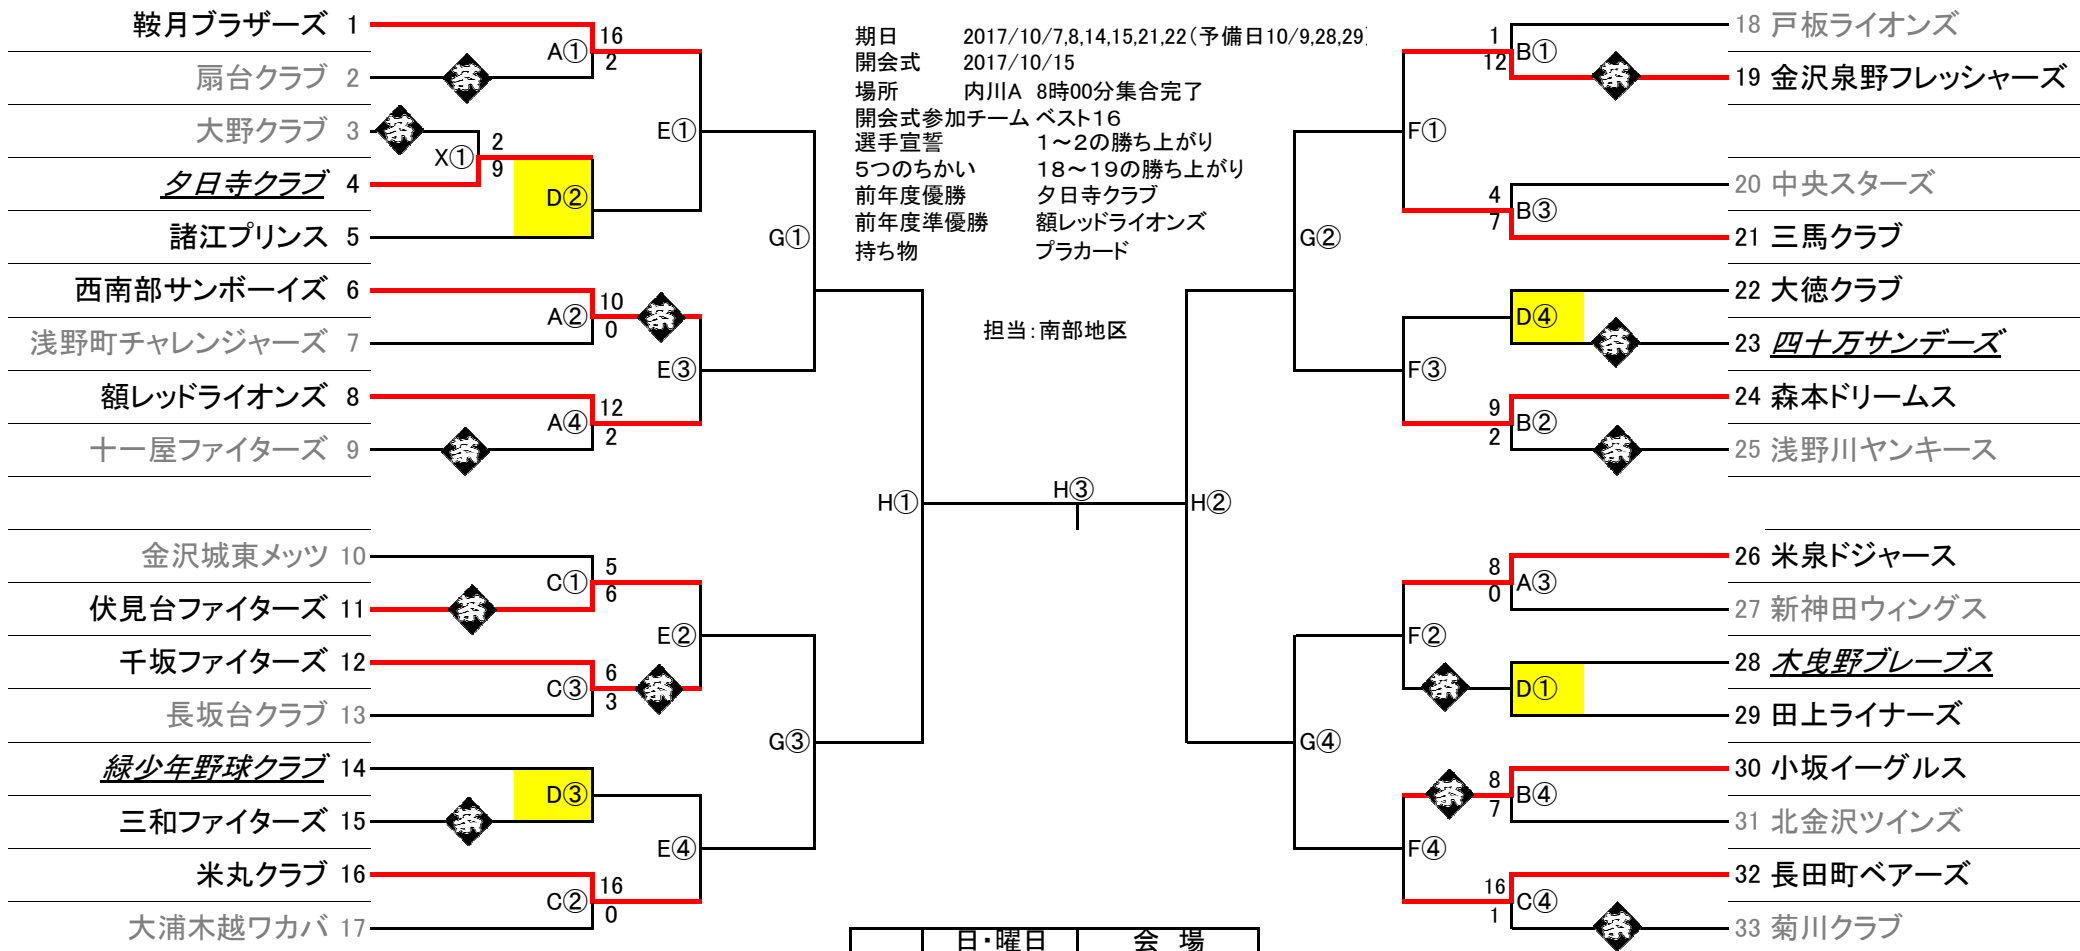 期日 2017/10/7,8,14,15,21,22(予備日10/9,28,29)
開会式 2017/10/15
場所 内川A 8時00分集合完了
開会式参加チーム ベスト16
選手宣誓 1～2の勝ち上がり
5つのちかい 18～19の勝ち上がり
前年度優勝 夕日寺クラブ
前年度準優勝 額レッドライオンズ
持ち物 プラカード
担当:南部地区
鞍月ブラザーズ 1
扇台クラブ 2
大野クラブ 3
夕日寺クラブ 4
諸江プリンス 5
西南部サンボーイズ 6
浅野町チャレンジャーズ 7
額レッドライオンズ 8
十一屋ファイターズ 9
金沢城東メッツ 10
伏見台ファイターズ 11
千坂ファイターズ 12
長坂台クラブ 13
緑少年野球クラブ 14
三和ファイターズ 15
米丸クラブ 16
大浦木越ワカバ 17
A① 16 2
X① 2 9
D②
A② 10 0
A④ 12 2
C① 5 6
C③ 6 3
D③
C② 16 0
E①
E③
E②
E④
G①
G③
H①
H③
H②
G②
G④
F①
F③
F②
F④
1 12 B①
4 7 B③
D④
9 2 B②
8 0 A③
D①
8 7 B④
16 1 C④
18 戸板ライオンズ
19 金沢泉野フレッシャーズ
20 中央スターズ
21 三馬クラブ
22 大徳クラブ
23 四十万サンデーズ
24 森本ドリームス
25 浅野川ヤンキース
26 米泉ドジャース
27 新神田ウィングス
28 木曳野ブレーブス
29 田上ライナーズ
30 小坂イーグルス
31 北金沢ツインズ
32 長田町ベアーズ
33 菊川クラブ
日・曜日 会 場